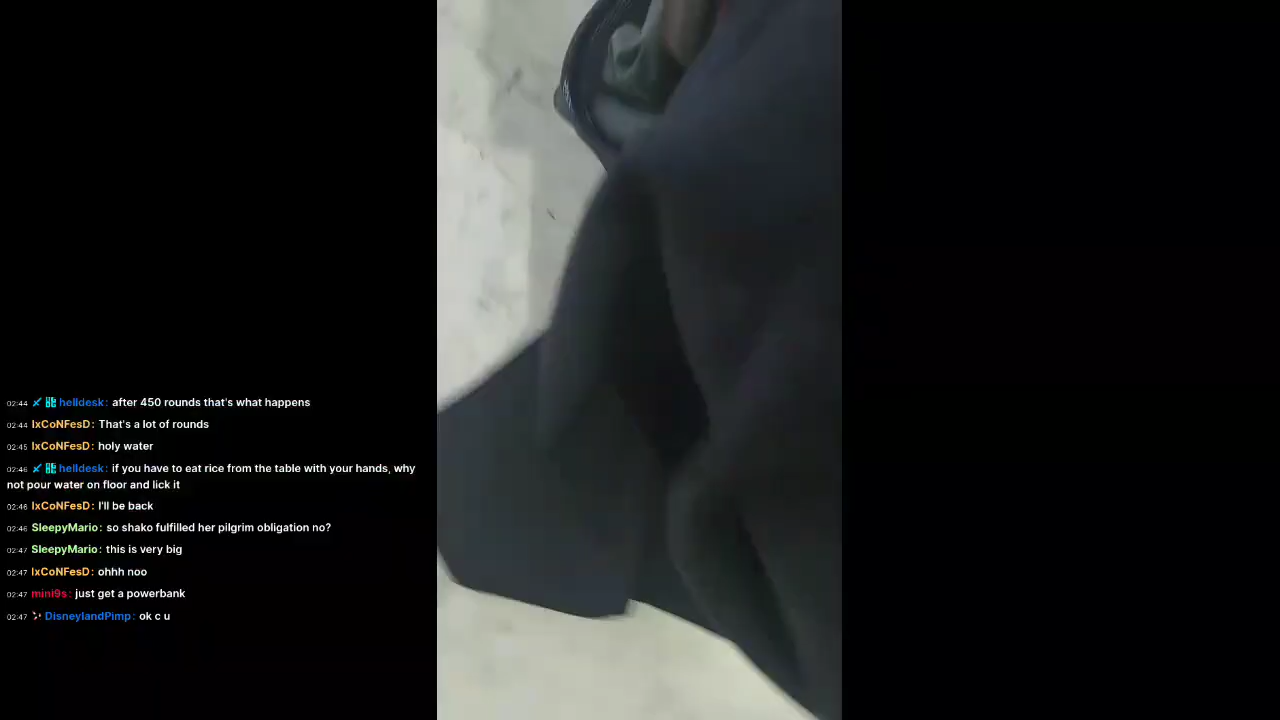 02:44 helldesk: after 450 rounds that's what happens
02:44 IxCoNFesD: That's a lot of rounds
02:45 IxCoNFesD: holy water
02:46 helldesk: if you have to eat rice from the table with your hands, why
not pour water on floor and lick it
02:46 IxCoNFesD: I'll be back
02:46 SleepyMario: so shako fulfilled her pilgrim obligation no?
02:47 SleepyMario: this is very big
02:47 IxCoNFesD: ohhh noo
02:47 mini9s: just get a powerbank
02:47 DisneylandPimp: ok c u